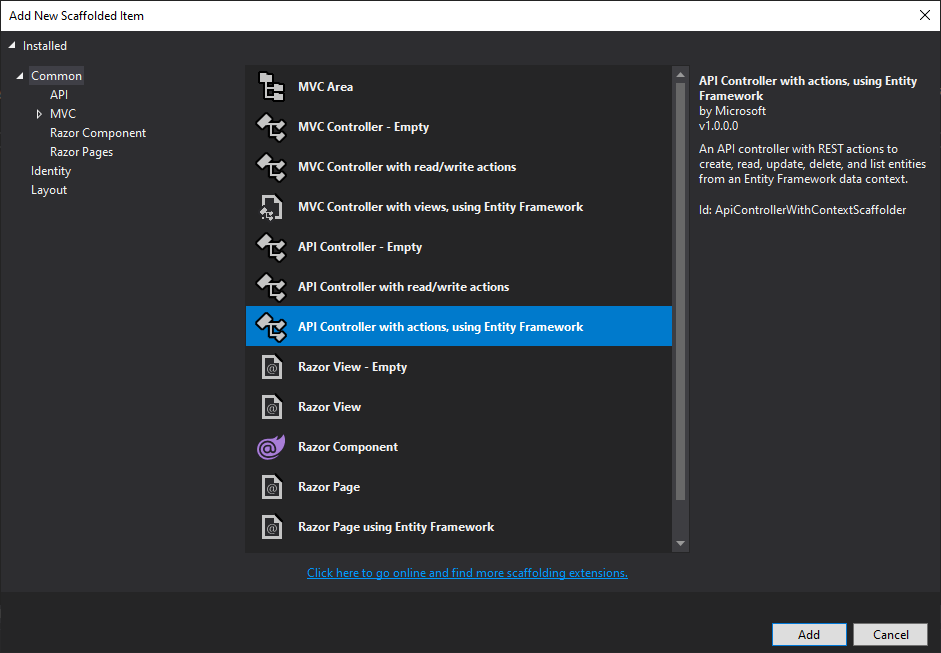 Add New Scaffolded Item
Installed
Common
API
MVC
Razor Component
Razor Pages
Identity
Layout
MVC Area
MVC Controller - Empty
MVC Controller with read/write actions
MVC Controller with views, using Entity Framework
API Controller - Empty
API Controller with read/write actions
API Controller with actions, using Entity Framework
Razor View - Empty
Razor View
Razor Component
Razor Page
Razor Page using Entity Framework
Click here to go online and find more scaffolding extensions.
API Controller with actions, using Entity
Framework
by Microsoft
v1.0.0.0
An API controller with REST actions to
create, read, update, delete, and list entities
from an Entity Framework data context.
Id: ApiControllerWithContextScaffolder
Add
Cancel